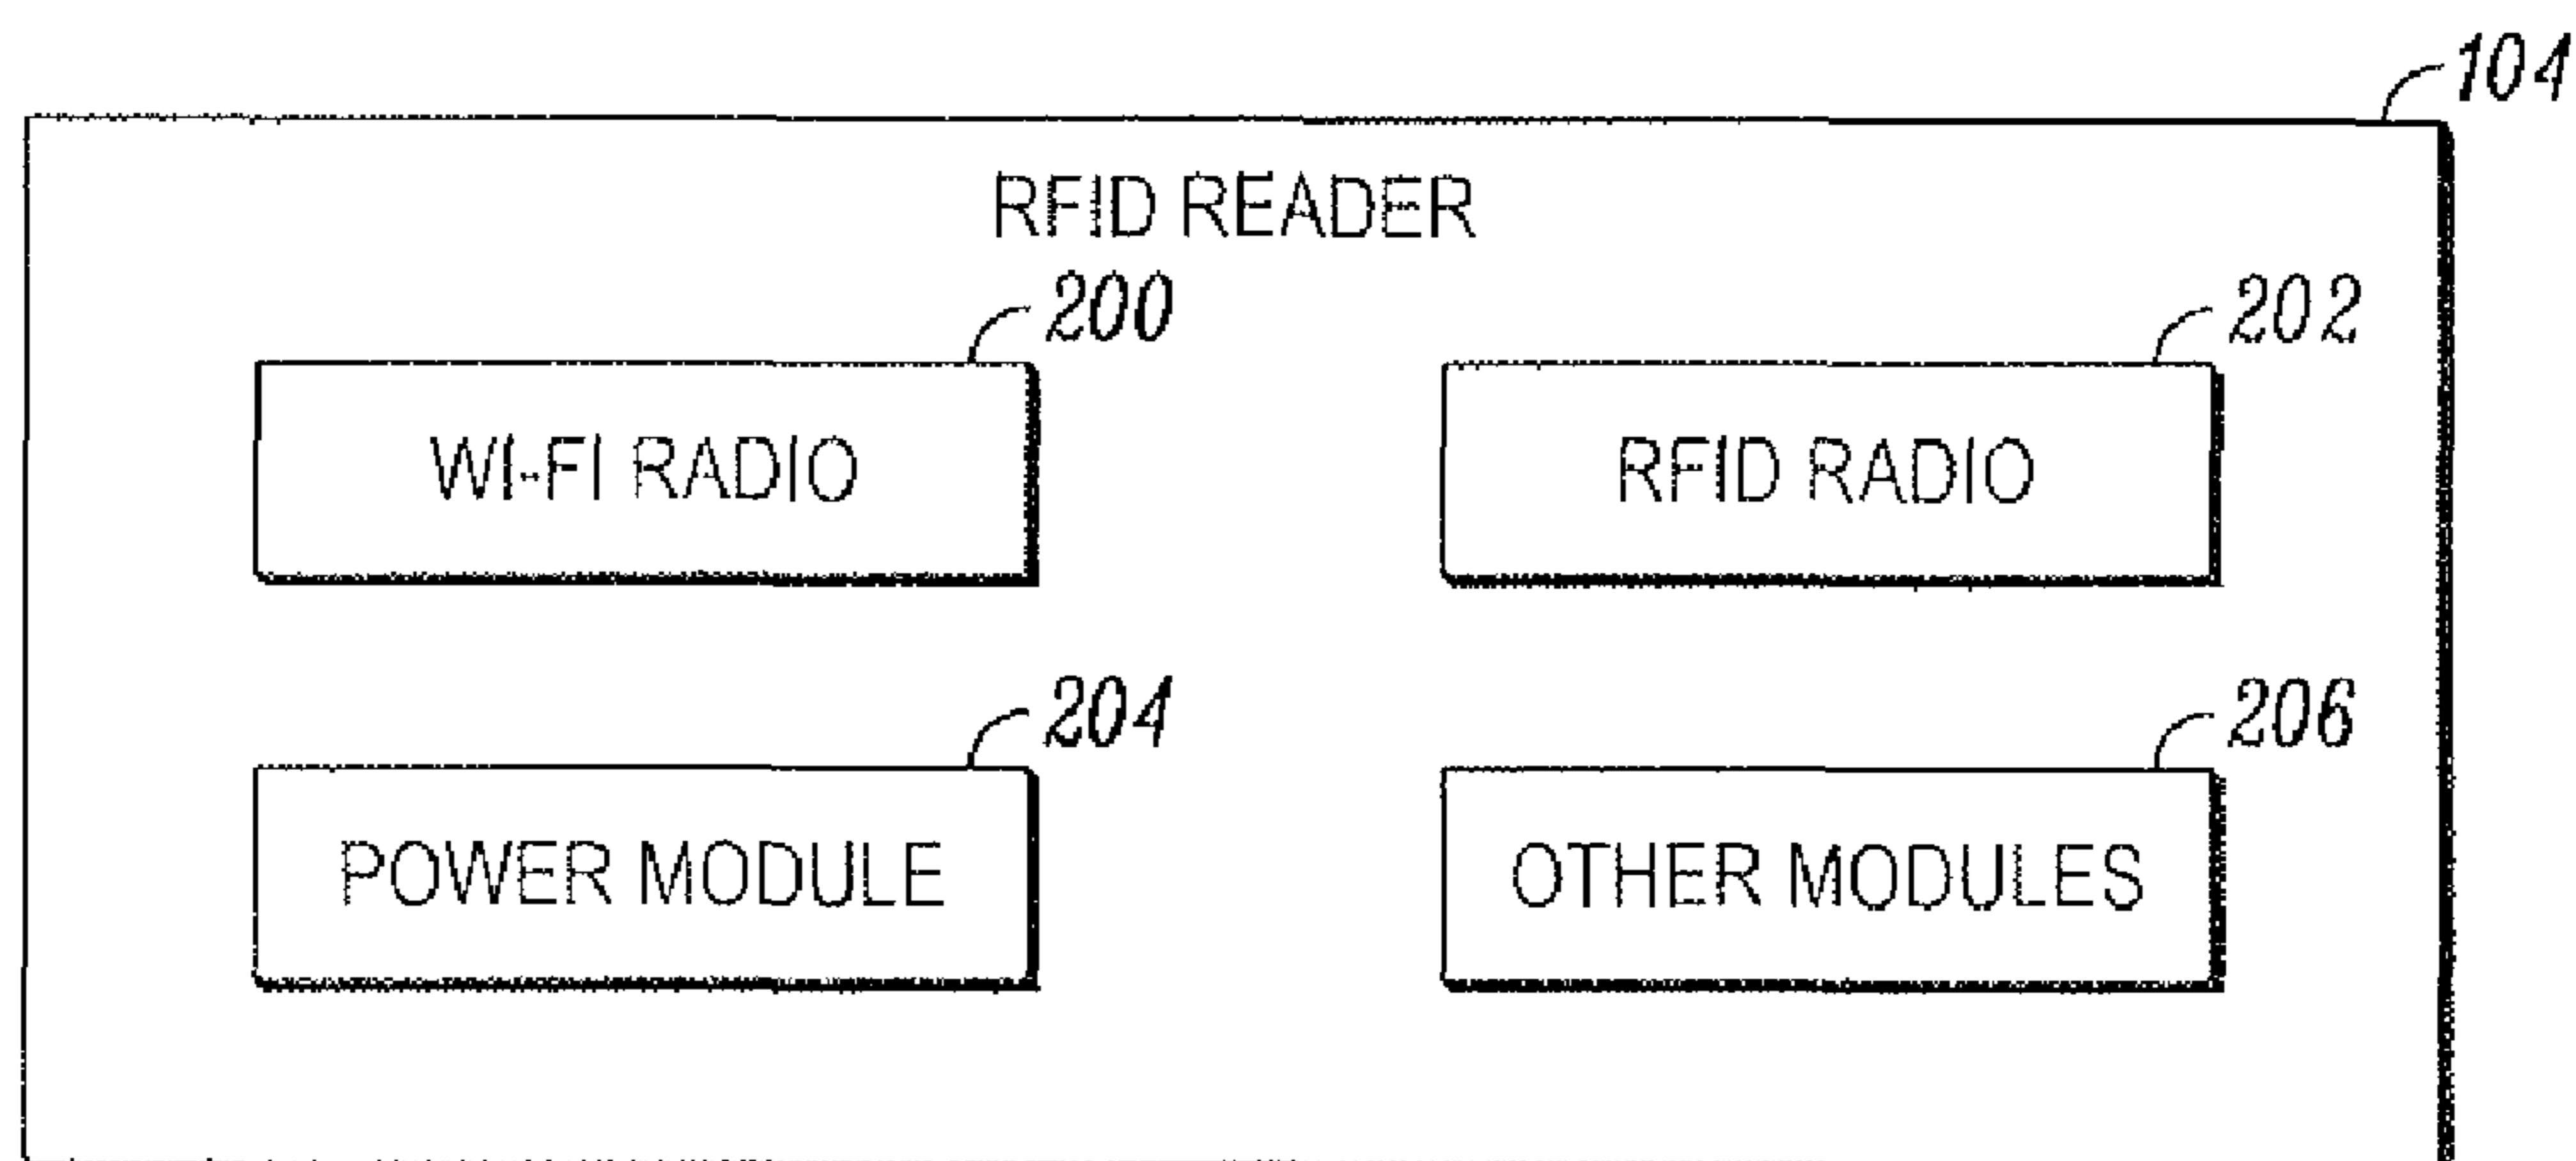 104
RFID READER
200
202
WI-FI RADIO
RFID RADIO
204
206
POWER MODULE
OTHER MODULES